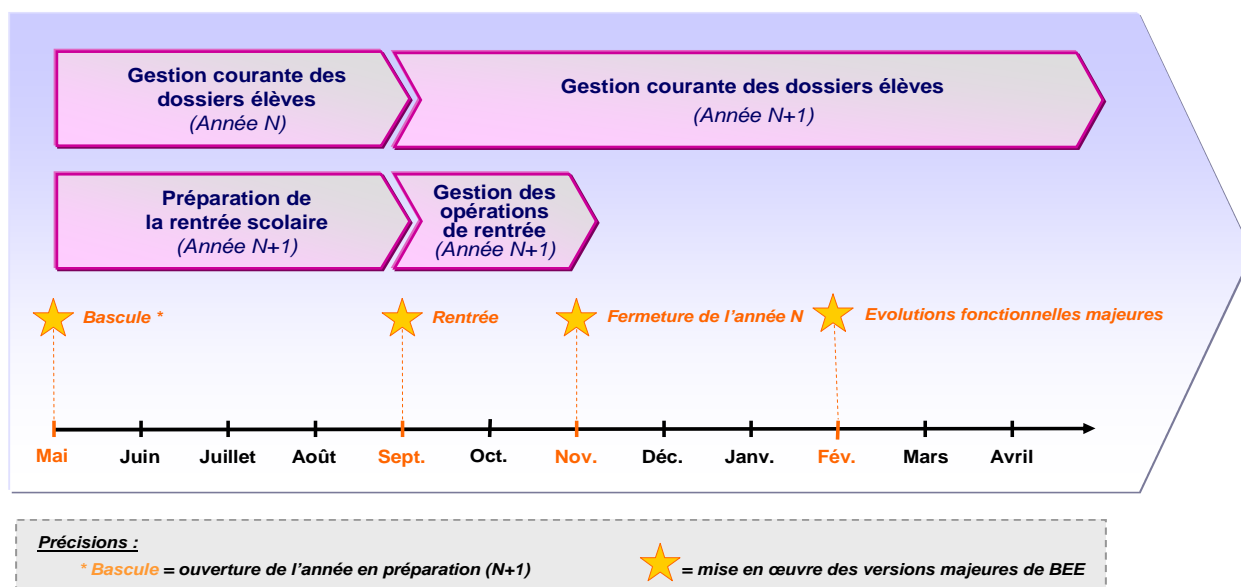 Gestion courante des
dossiers élèves
(Année N)
Gestion courante des dossiers élèves
(Année N+1)
Préparation de
la rentrée scolaire
(Année N+1)
Gestion des
opérations
de rentrée
(Année N+1)
Bascule *
Rentrée
Fermeture de l'année N
Evolutions fonctionnelles majeures
Mai
Juin
Juillet
Août
Sept.
Oct.
Nov.
Déc.
Janv.
Fév.
Mars
Avril
Précisions :
* Bascule = ouverture de l'année en préparation (N+1)
= mise en œuvre des versions majeures de BEE